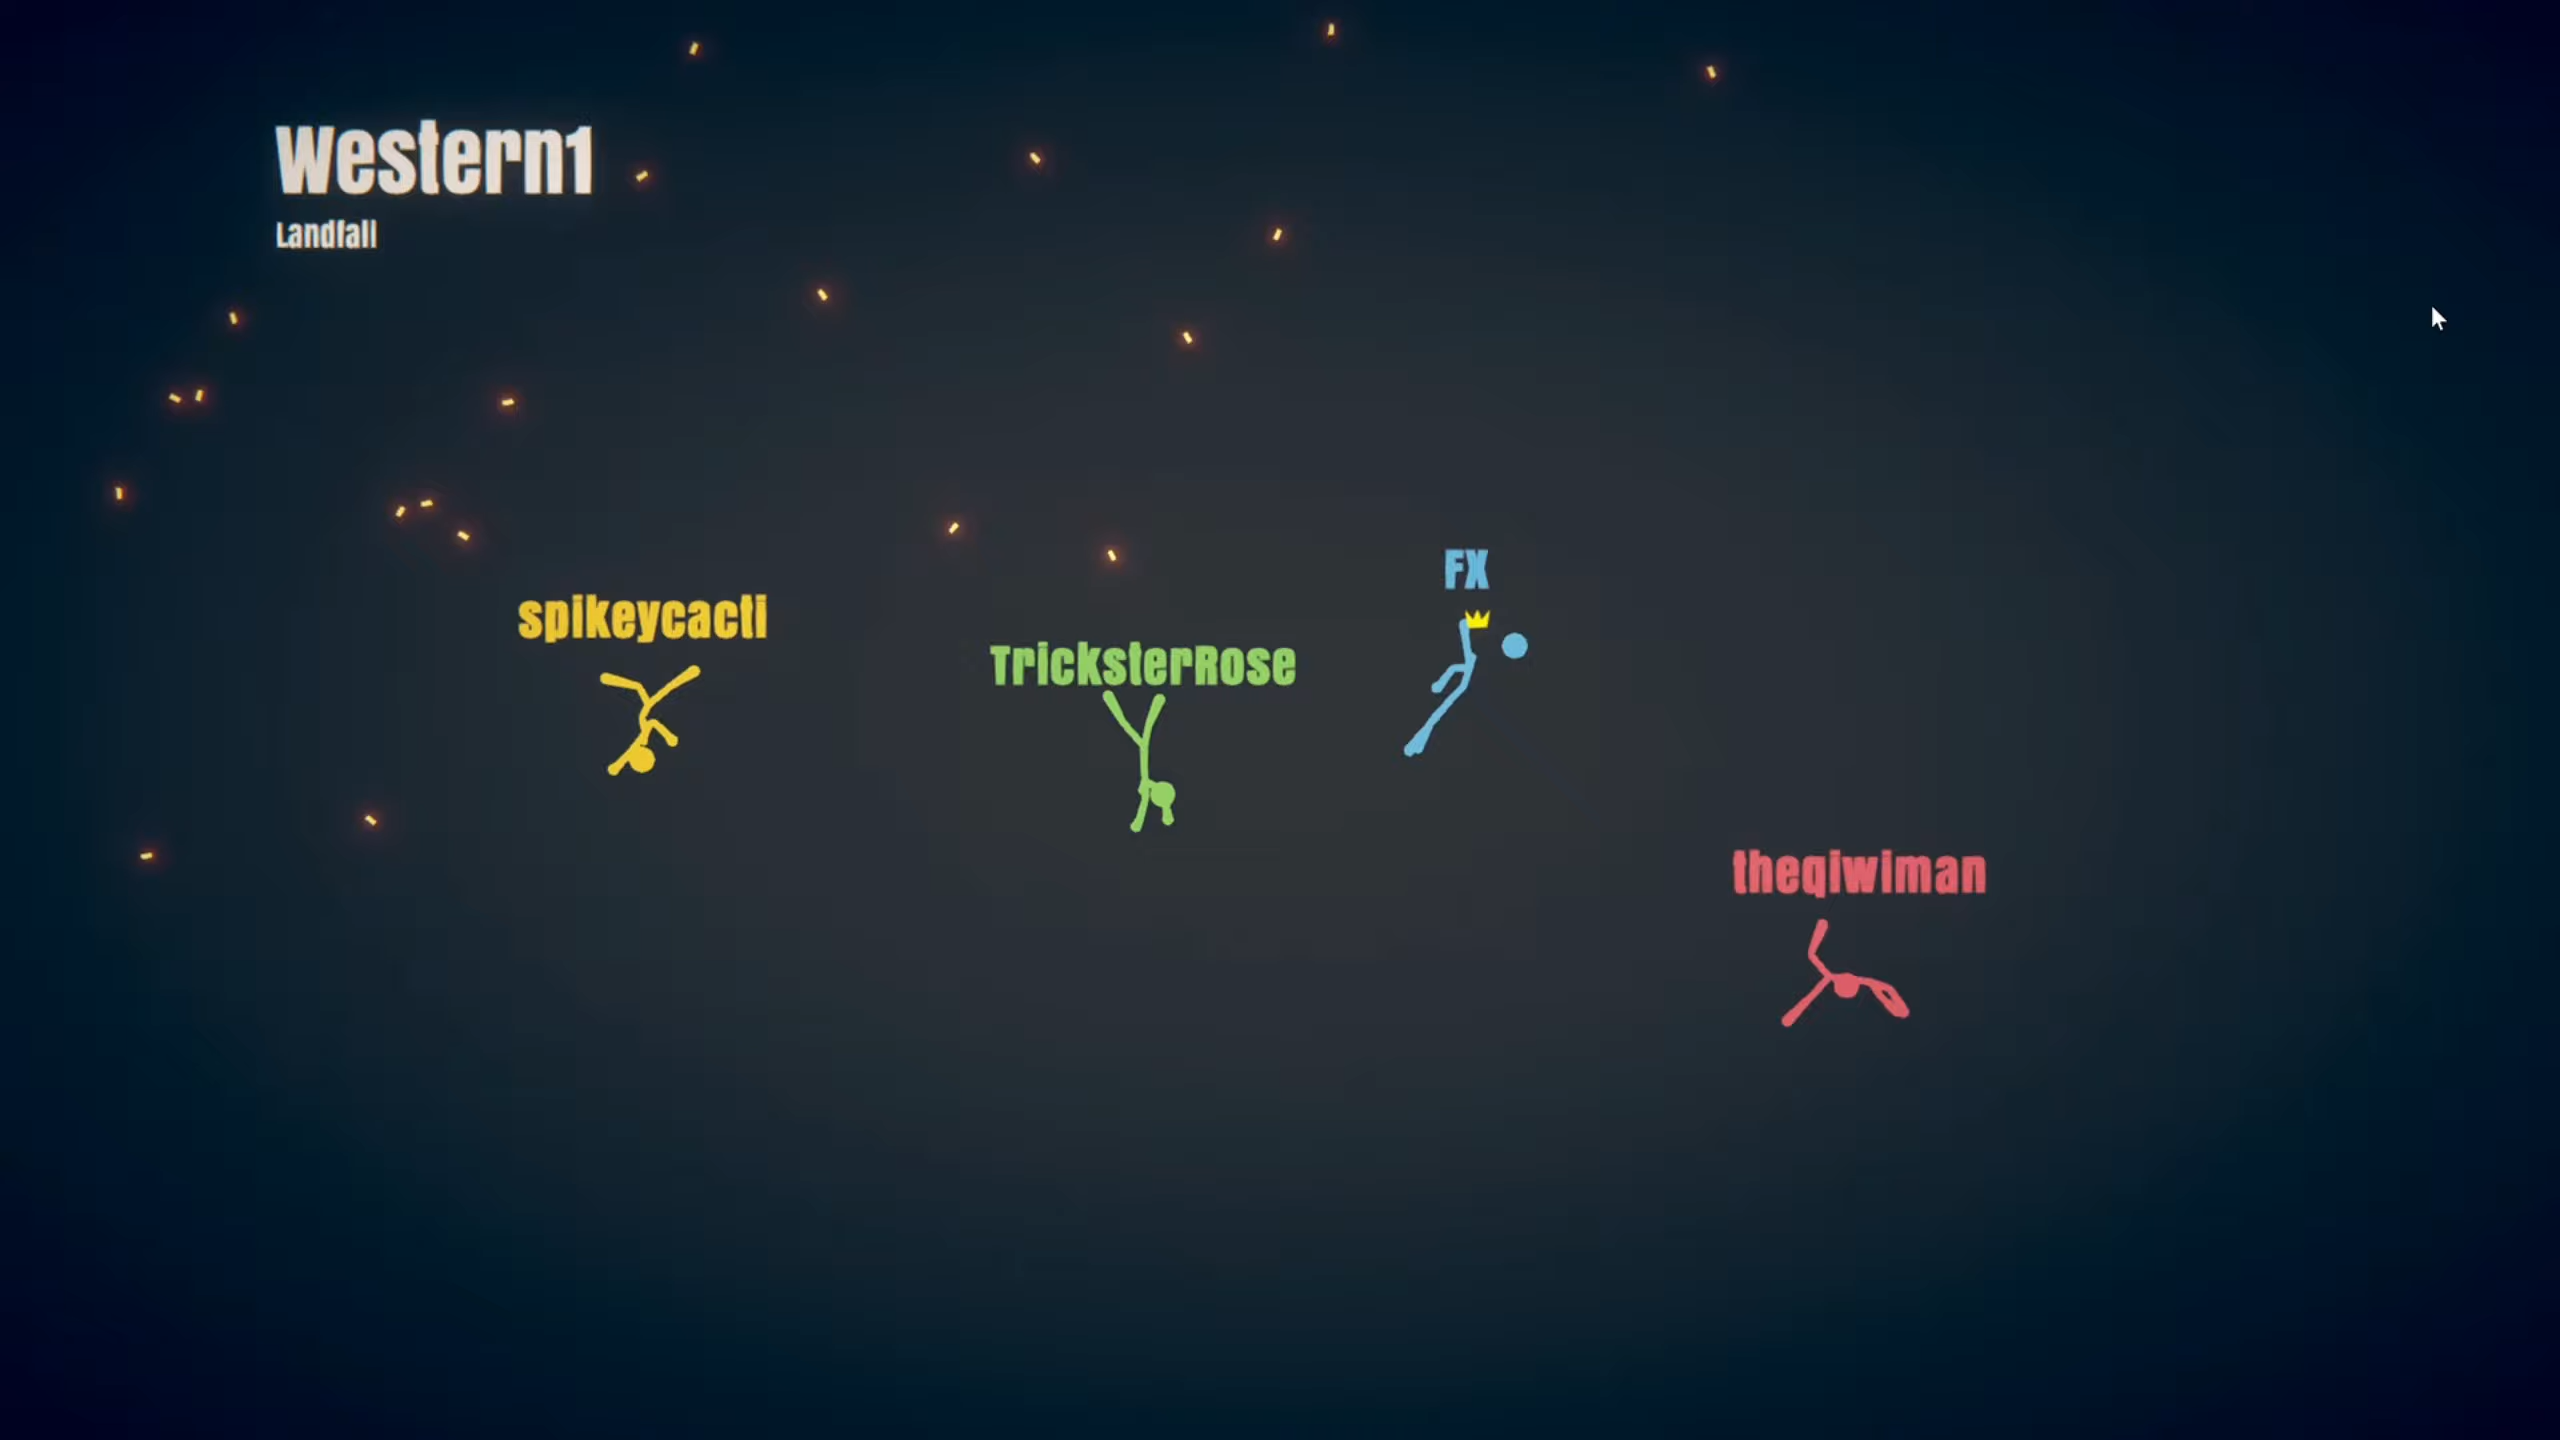 Western1
Landfall
FX
spikeycacti
TricksterRose
theqiwiman